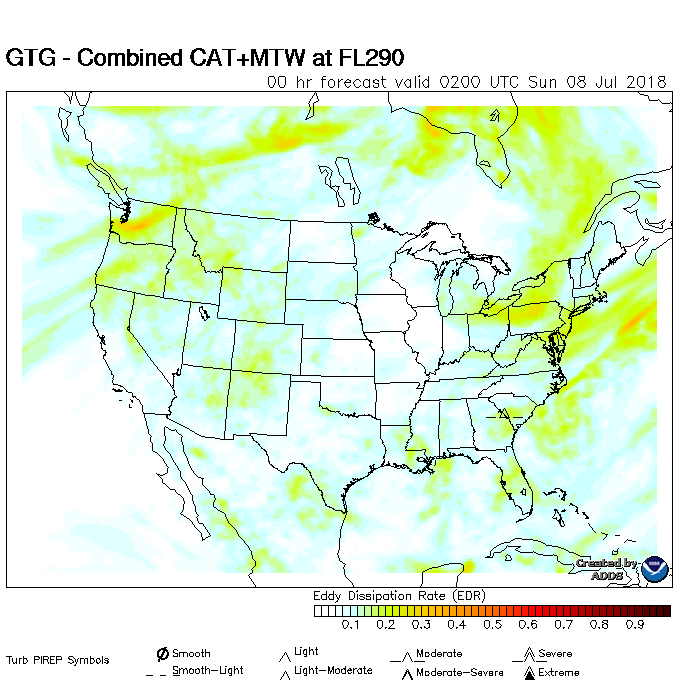 GTG - Combined CAT+MTW at FL290
00 hr forecast valid 0200 UTC Sun 08 Jul 2018
Created by
ADDS
Eddy Dissipation Rate (EDR)
0.1 0.2 0.3 0.4 0.5 0.6 0.7 0.8 0.9
Turb PIREP Symbols
Smooth Light Moderate Severe
Smooth-Light Light-Moderate Moderate-Severe Extreme